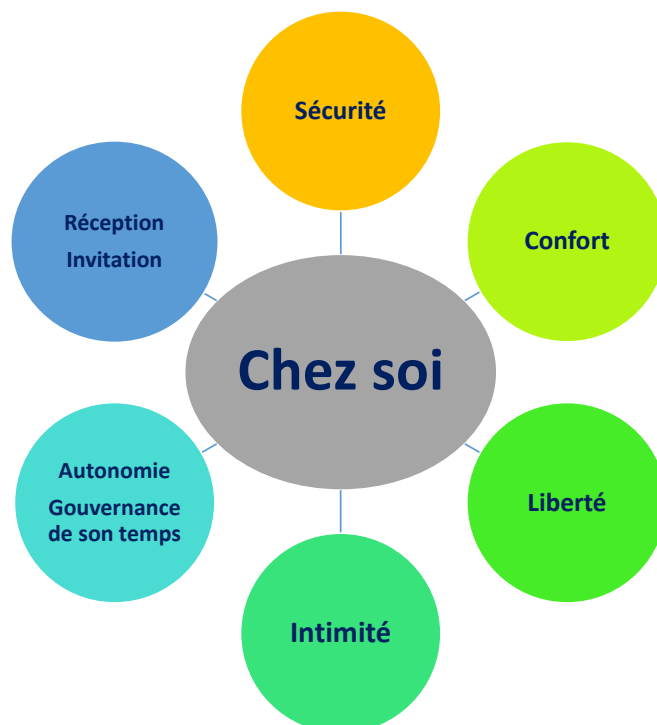 Sécurité
Réception
Invitation
Confort
Chez soi
Autonomie
Gouvernance
de son temps
Liberté
Intimité